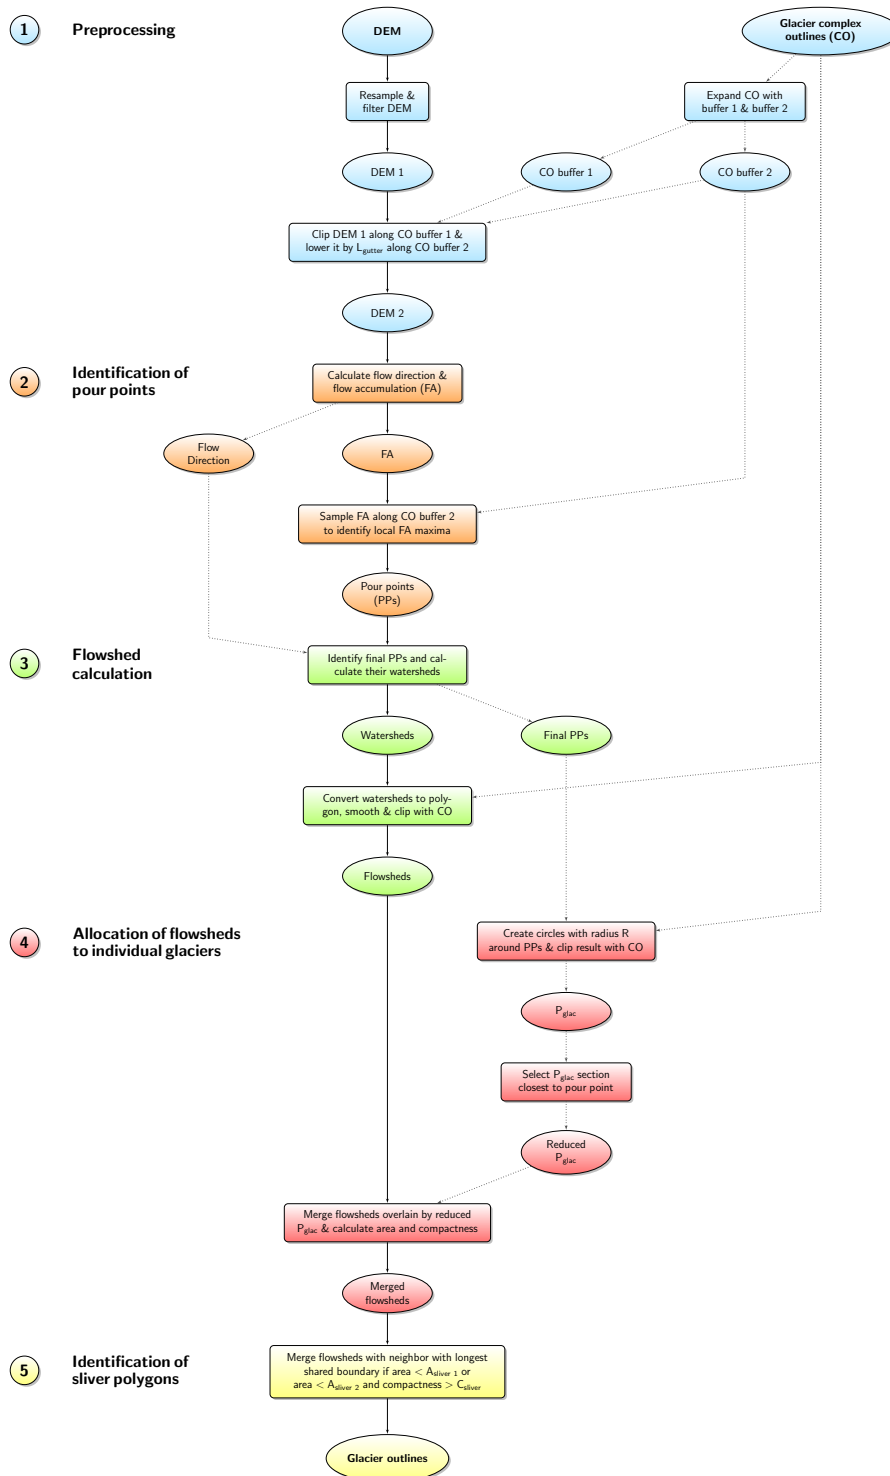 1
Preprocessing
DEM
Glacier complex
outlines (CO)
Resample &
filter DEM
Expand CO with
buffer 1 & buffer 2
DEM 1
CO buffer 1
CO buffer 2
Clip DEM 1 along CO buffer 1 &
lower it by Lgutter along CO buffer 2
DEM 2
2
Identification of
pour points
Calculate flow direction &
flow accumulation (FA)
Flow
Direction
FA
Sample FA along CO buffer 2
to identify local FA maxima
Pour points
(PPs)
3
Flowshed
calculation
Identify final PPs and cal-
culate their watersheds
Watersheds
Final PPs
Convert watersheds to poly-
gon, smooth & clip with CO
Flowsheds
4
Allocation of flowsheds
to individual glaciers
Create circles with radius R
around PPs & clip result with CO
Pglac
Select Pglac section
closest to pour point
Reduced
Pglac
Merge flowsheds overlain by reduced
Pglac & calculate area and compactness
Merged
flowsheds
5
Identification of
sliver polygons
Merge flowsheds with neighbor with longest
shared boundary if area < Asliver 1 or
area < Asliver 2 and compactness > Csliver
Glacier outlines